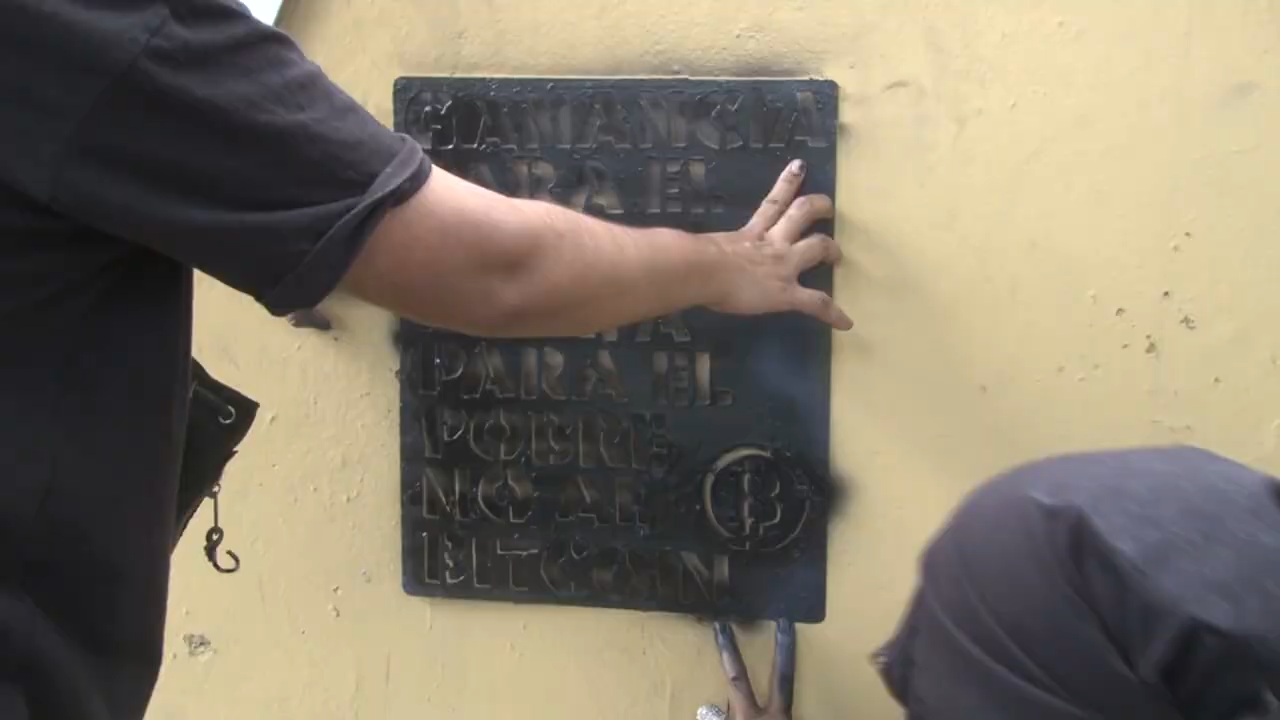 GANANCIA
PARA EL
PARA EL
POBRE
NO AL
BITCOIN